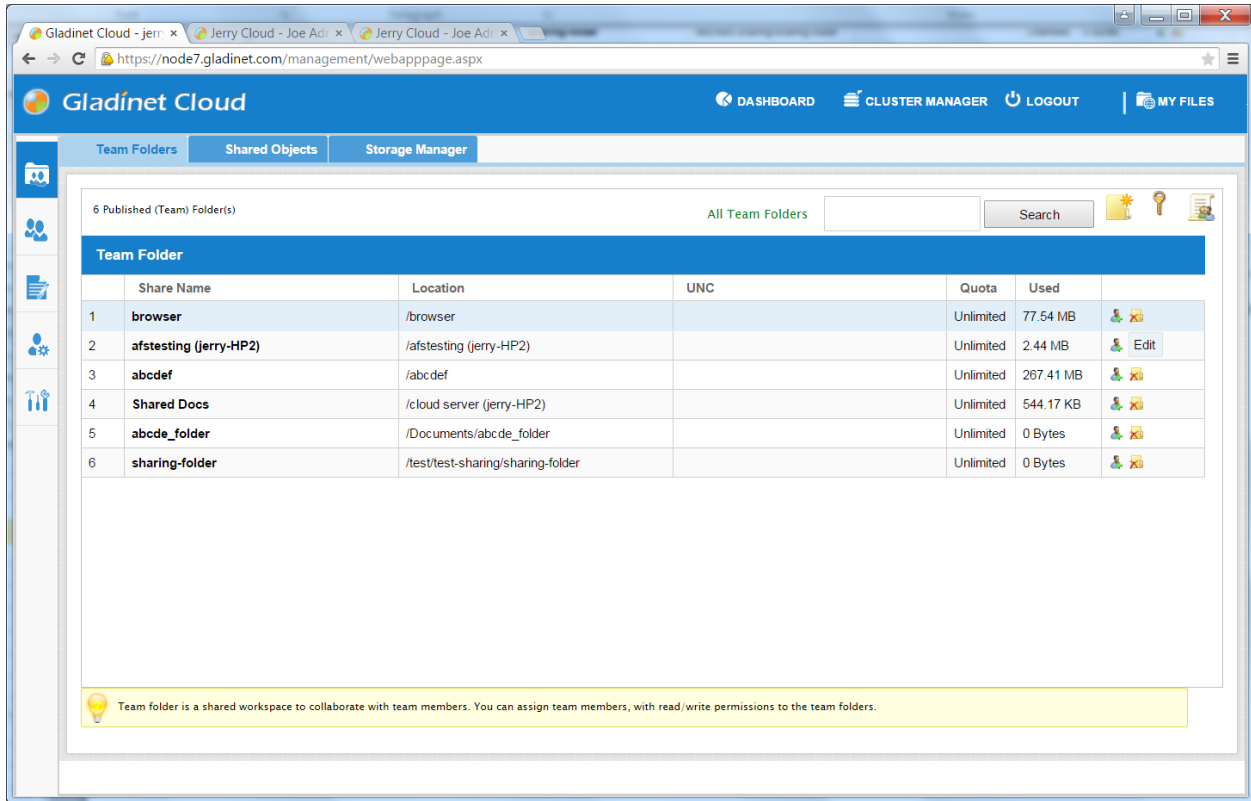 Gladinet Cloud - jerr
Jerry Cloud - Joe Adr
Jerry Cloud - Joe Adr
https://node7.gladinet.com/management/webapppage.aspx
Gladinet Cloud DASHBOARD CLUSTER MANAGER LOGOUT | MY FILES
Team Folders Shared Objects Storage Manager
6 Published (Team) Folder(s) All Team Folders Search
Team Folder
Share Name Location UNC Quota Used
1 browser /browser Unlimited 77.54 MB
2 afstesting (jerry-HP2) /afstesting (jerry-HP2) Unlimited 2.44 MB Edit
3 abcdef /abcdef Unlimited 267.41 MB
4 Shared Docs /cloud server (jerry-HP2) Unlimited 544.17 KB
5 abcde_folder /Documents/abcde_folder Unlimited 0 Bytes
6 sharing-folder /test/test-sharing/sharing-folder Unlimited 0 Bytes
Team folder is a shared workspace to collaborate with team members. You can assign team members, with read/write permissions to the team folders.